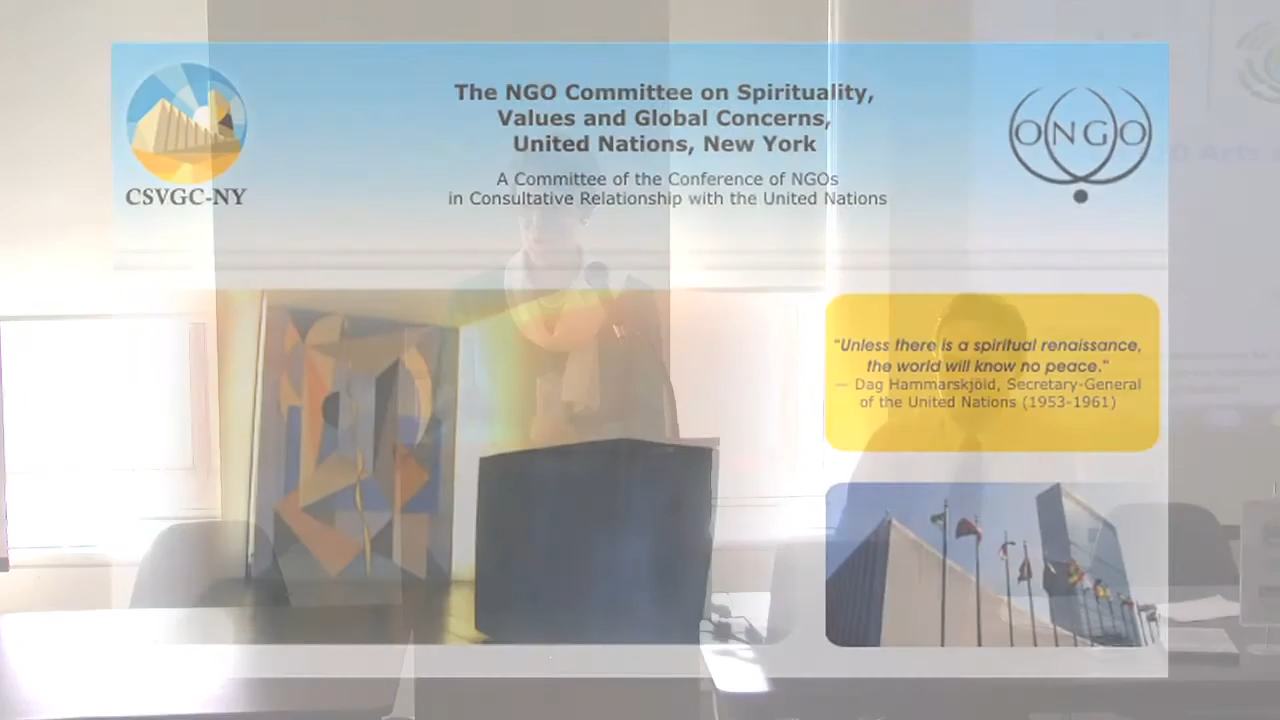 The NGO Committee on Spirituality,
Values and Global Concerns,
United Nations, New York
A Committee of the Conference of NGOs
in Consultative Relationship with the United Nations
CSVGC-NY
ONGO
"Unless there is a spiritual renaissance,
the world will know no peace."
— Dag Hammarskjöld, Secretary-General
of the United Nations (1953-1961)